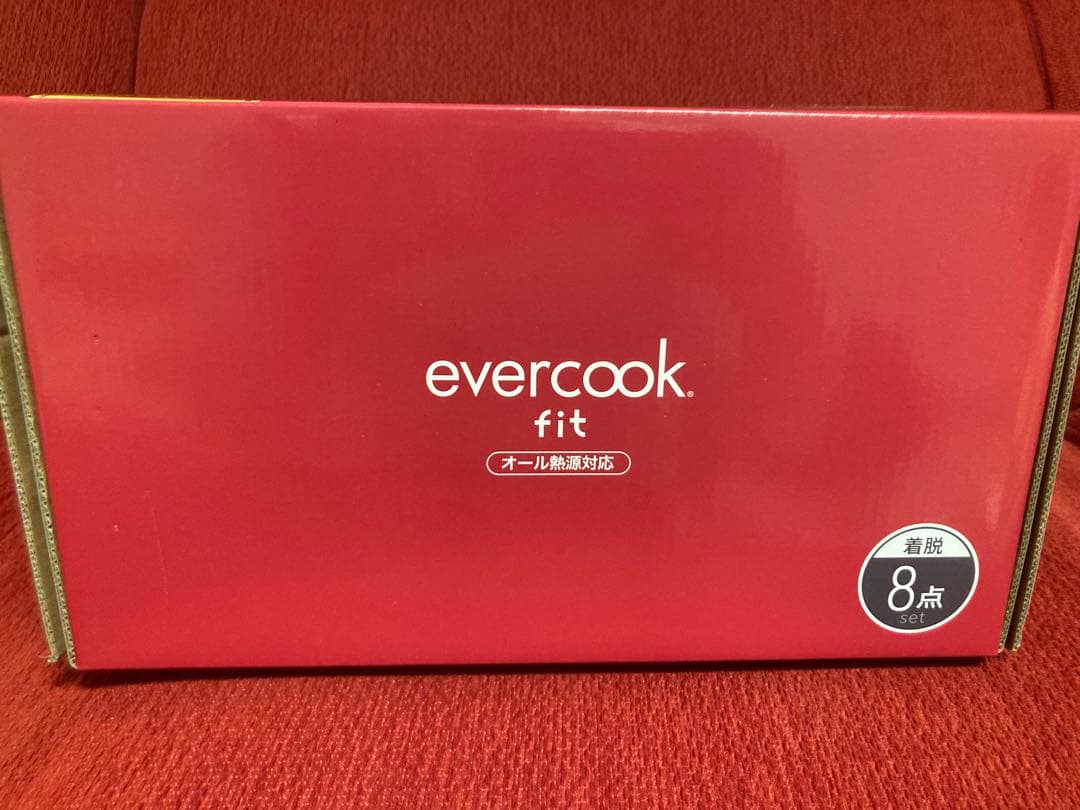 evercook®
fit
オール熱源対応
着脱
8点
set